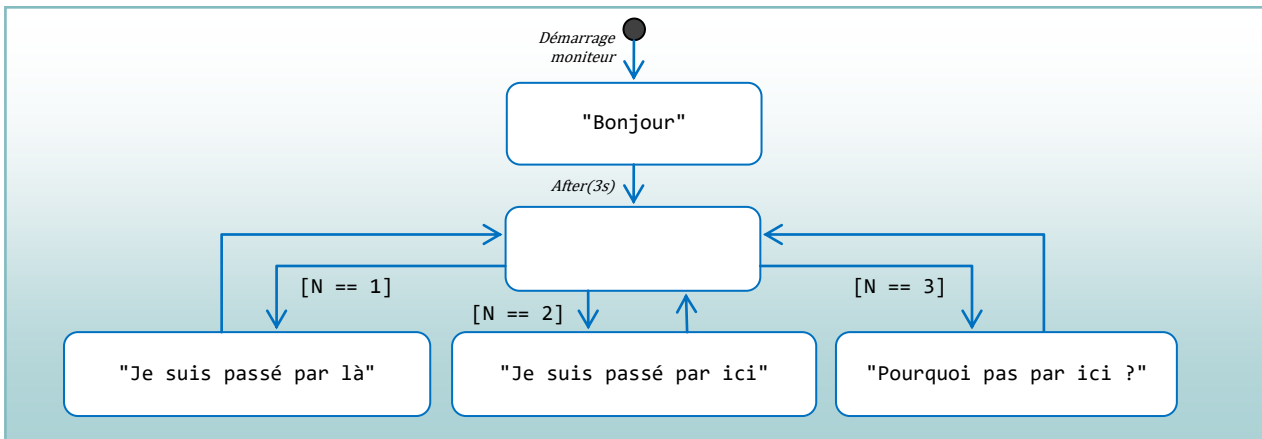 Démarrage
moniteur
"Bonjour"
After(3s)
[N == 1]
[N == 2]
[N == 3]
"Je suis passé par là"
"Je suis passé par ici"
"Pourquoi pas par ici ?"